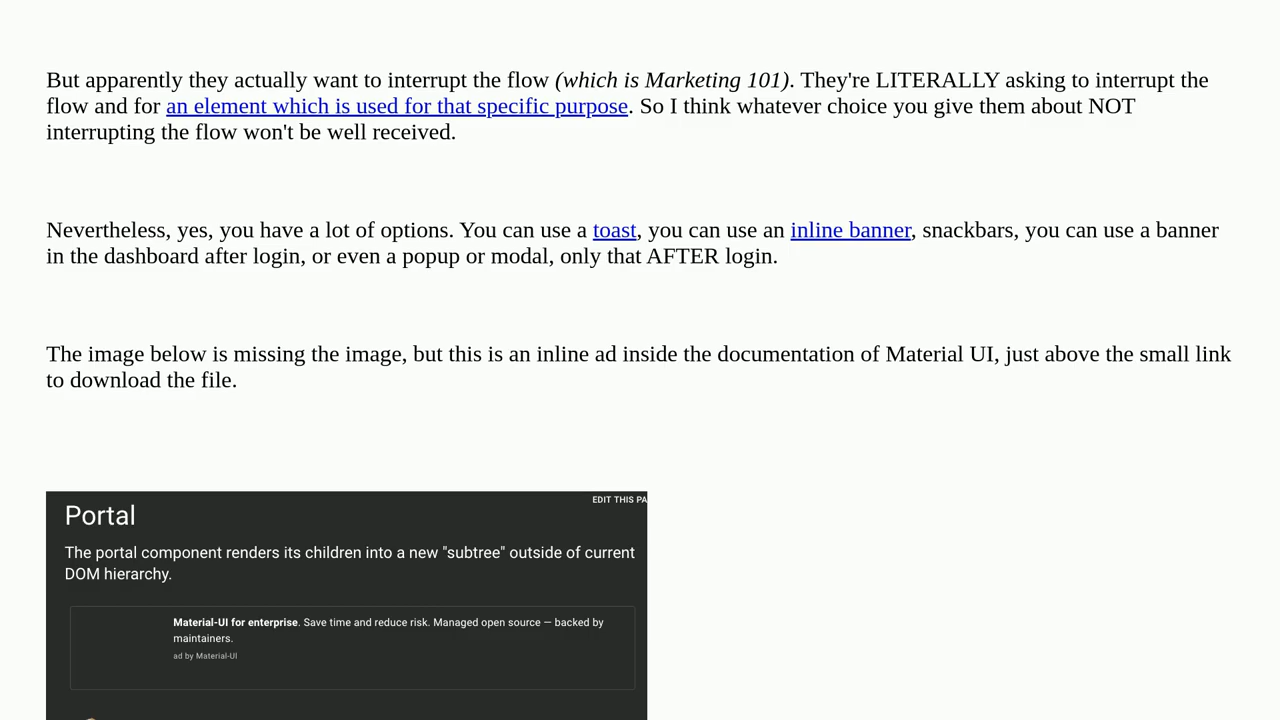 But apparently they actually want to interrupt the flow (which is Marketing 101). They're LITERALLY asking to interrupt the
flow and for an element which is used for that specific purpose. So I think whatever choice you give them about NOT
interrupting the flow won't be well received.
Nevertheless, yes, you have a lot of options. You can use a toast, you can use an inline banner, snackbars, you can use a banner
in the dashboard after login, or even a popup or modal, only that AFTER login.
The image below is missing the image, but this is an inline ad inside the documentation of Material UI, just above the small link
to download the file.
EDIT THIS PA
Portal
The portal component renders its children into a new "subtree" outside of current
DOM hierarchy.
Material-UI for enterprise. Save time and reduce risk. Managed open source — backed by
maintainers.
ad by Material-UI